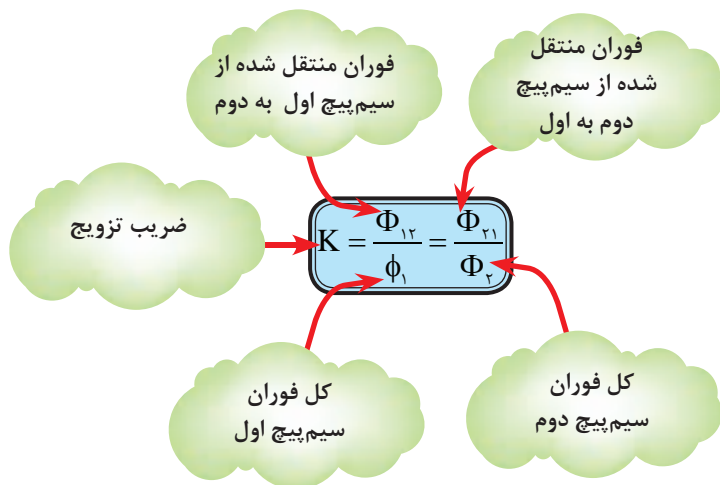 فوران منتقل
شده از سیم‌پیچ
دوم به اول
فوران منتقل شده از
سیم‌پیچ اول به دوم
ضریب تزویج
K = Φ۱۲/ϕ۱ = Φ۲۱/Φ۲
کل فوران
سیم‌پیچ دوم
کل فوران
سیم‌پیچ اول